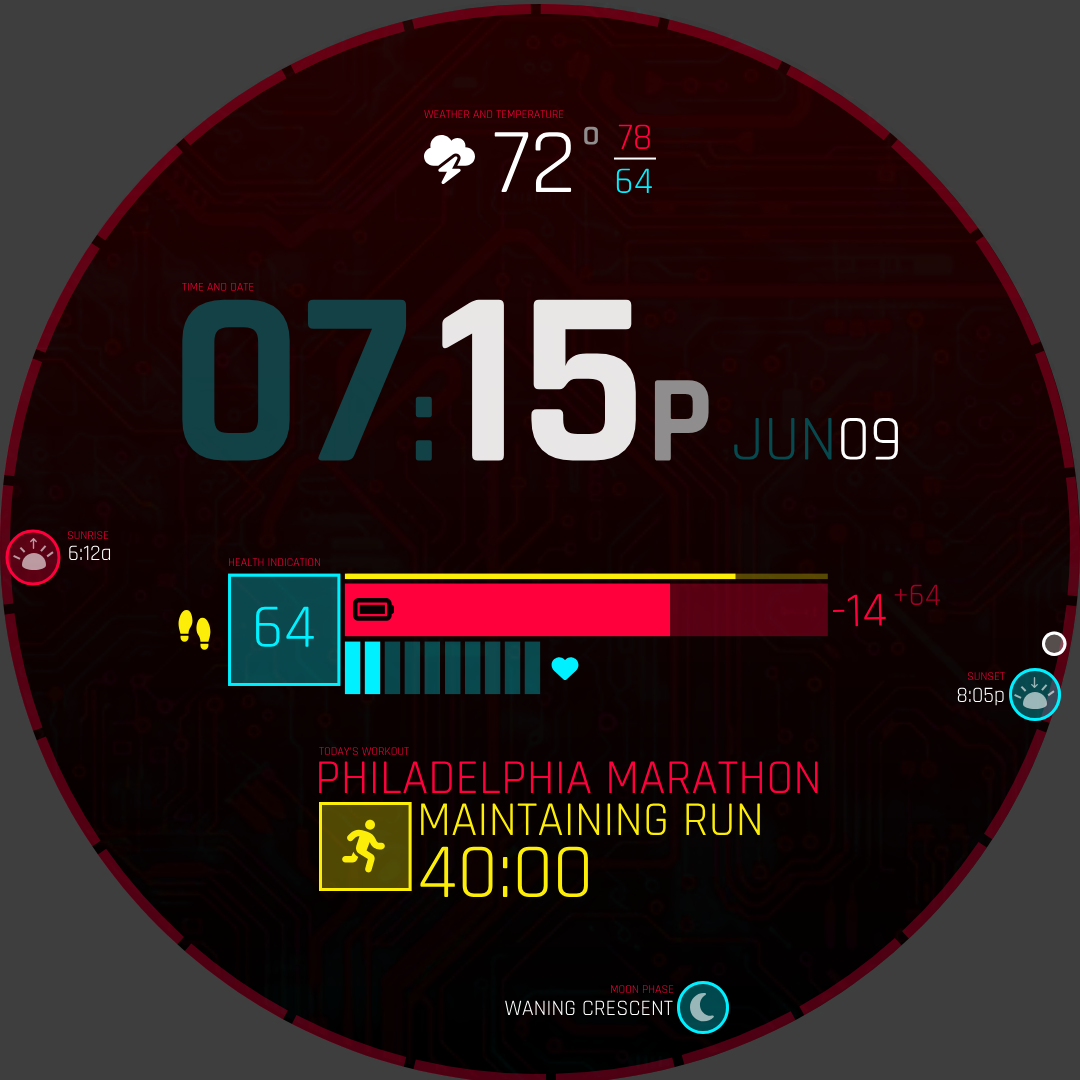 WEATHER AND TEMPERATURE
72° 78
64
TIME AND DATE
07:15P JUN09
SUNRISE
6:12a
HEALTH INDICATION
64
-14 +64
SUNSET
8:05p
TODAY'S WORKOUT
PHILADELPHIA MARATHON
MAINTAINING RUN
40:00
MOON PHASE
WANING CRESCENT